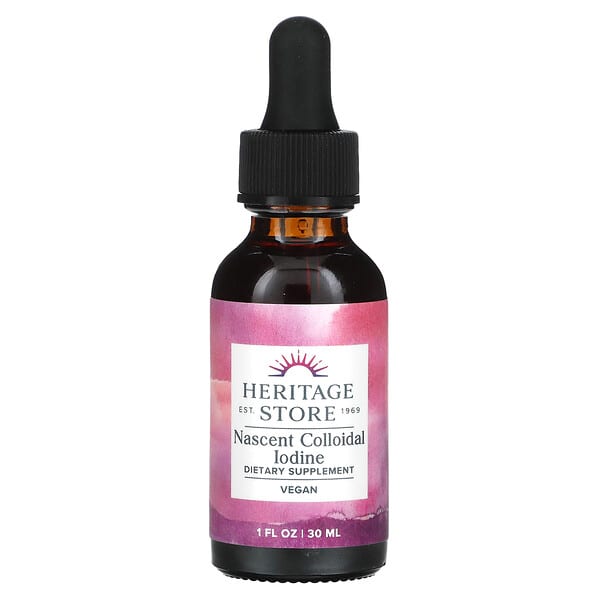 HERITAGE
EST. STORE 1969
Nascent Colloidal
Iodine
DIETARY SUPPLEMENT
VEGAN
1 FL OZ | 30 ML